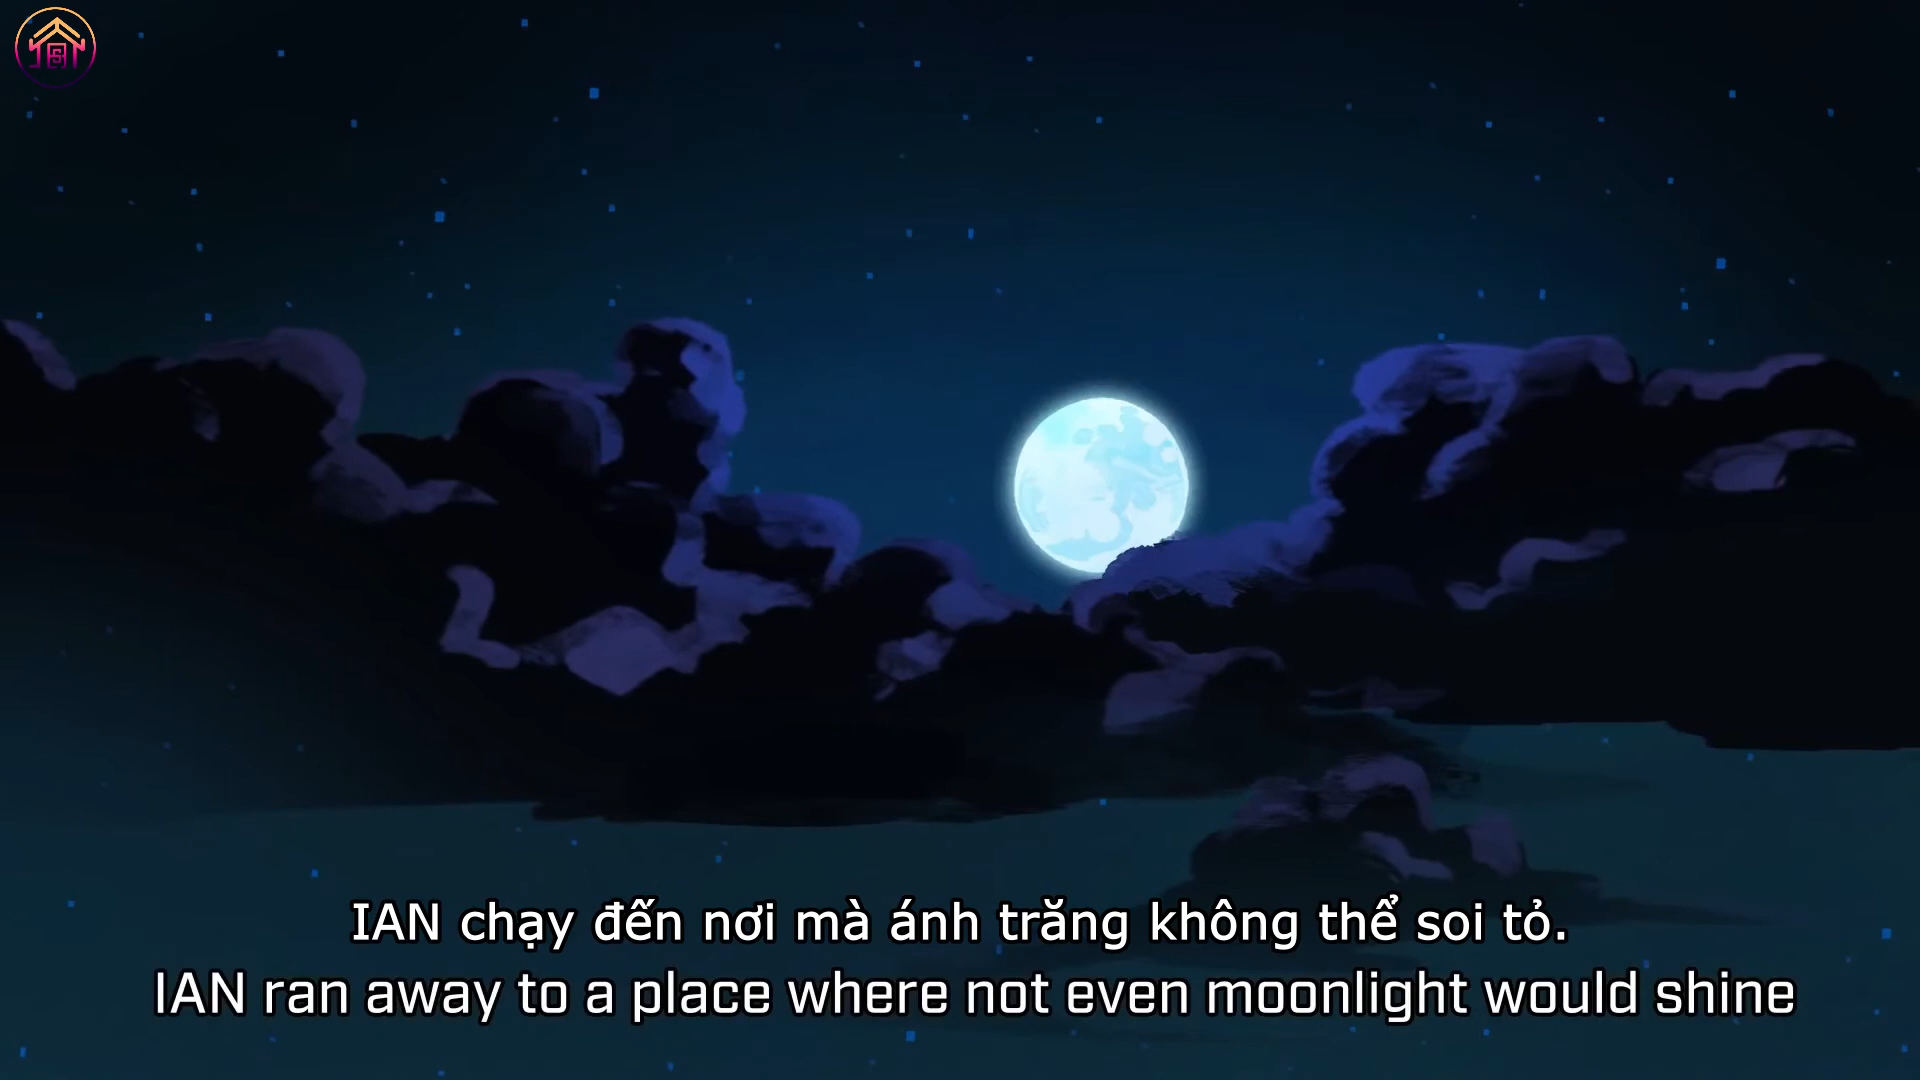 IAN chạy đến nơi mà ánh trăng không thể soi tỏ.
IAN ran away to a place where not even moonlight would shine